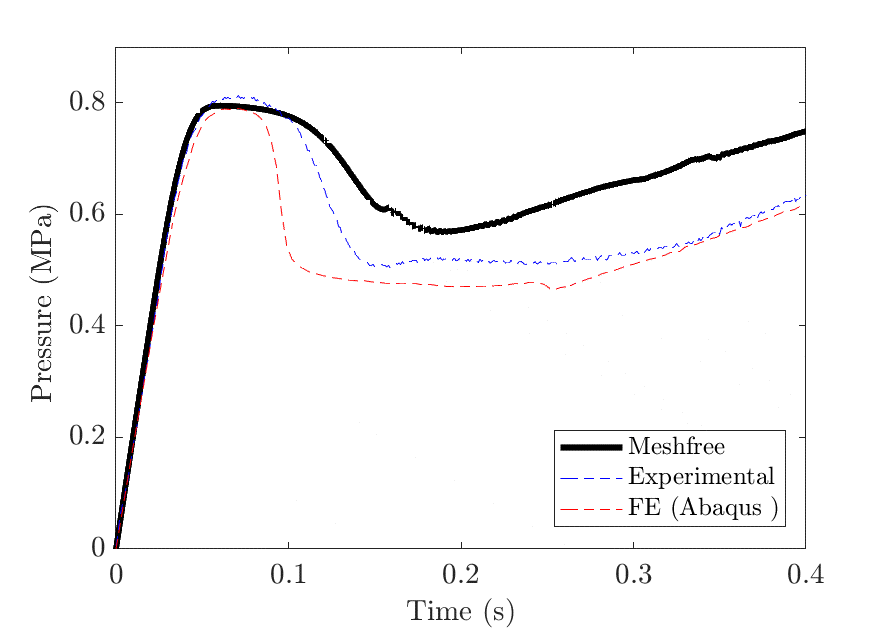 0.8
0.6
0.4
0.2
0
Pressure (MPa)
Meshfree
Experimental
FE (Abaqus )
0 0.1 0.2 0.3 0.4
Time (s)